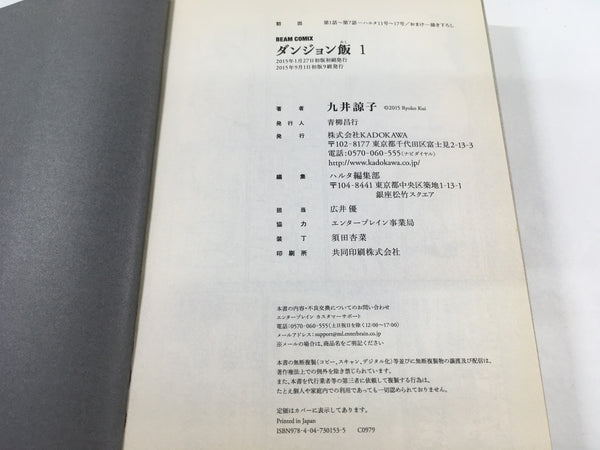 初出　第1話〜第7話―ハルタ11号〜17号／おまけ―描き下ろし
BEAM COMIX
ダンジョン飯 1
2015年1月27日初版初刷発行
2015年9月1日初版9刷発行
著者 九井諒子 ©2015 Ryoko Kui
発行人 青柳昌行
発行 株式会社KADOKAWA
〒102-8177 東京都千代田区富士見2-13-3
電話:0570-060-555(ナビダイヤル)
http://www.kadokawa.co.jp/
編集 ハルタ編集部
〒104-8441 東京都中央区築地1-13-1
銀座松竹スクエア
担当 広井 優
協力 エンターブレイン事業局
装丁 須田杏菜
印刷所 共同印刷株式会社
本書の内容・不良交換についてのお問い合わせ
エンターブレイン カスタマーサポート
電話:0570-060-555(土日祝日を除く12:00〜17:00)
メールアドレス:support@ml.enterbrain.co.jp
※メールの場合は、商品名をご明記ください
本書の無断複製(コピー、スキャン、デジタル化)等並びに無断複製物の譲渡及び配信は、
著作権法上での例外を除き禁じられています。
また、本書を代行業者等の第三者に依頼して複製する行為は、
たとえ個人や家庭内での利用であっても一切認められておりません。
定価はカバーに表示してあります。
Printed in Japan
ISBN978-4-04-730153-5 C0979